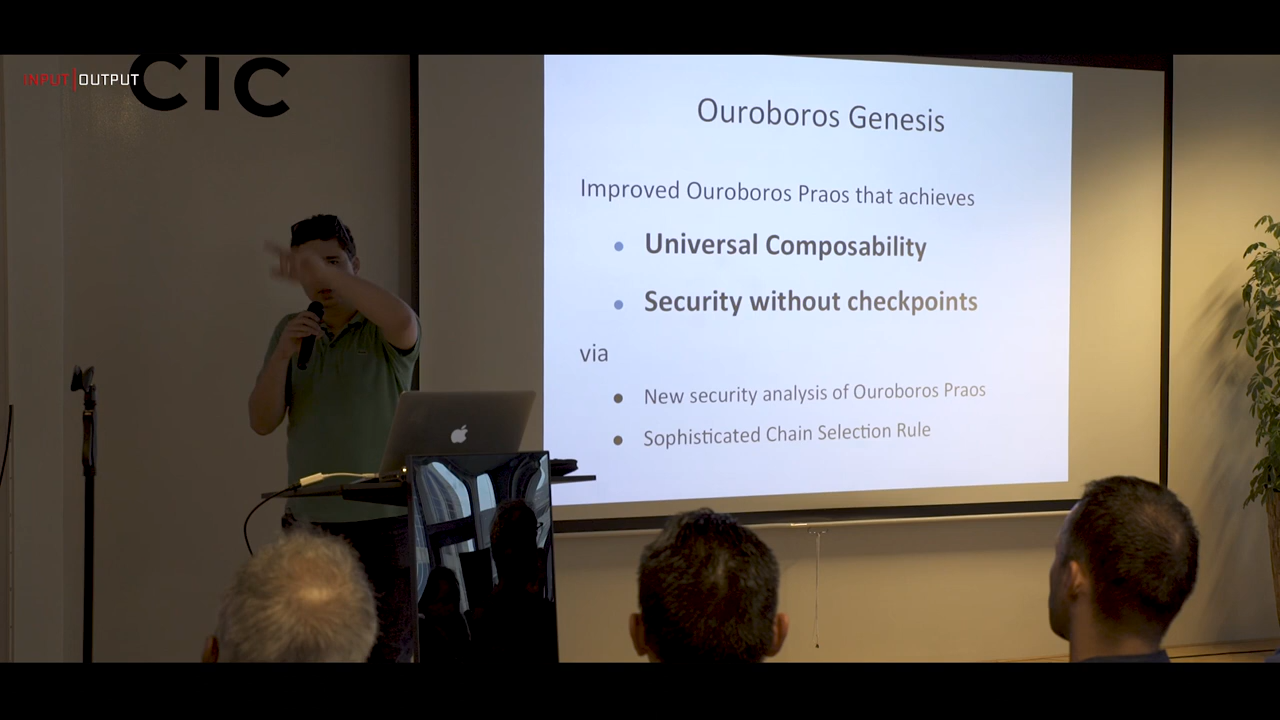 CIC
INPUT|OUTPUT
Ouroboros Genesis
Improved Ouroboros Praos that achieves
• Universal Composability
• Security without checkpoints
via
• New security analysis of Ouroboros Praos
• Sophisticated Chain Selection Rule